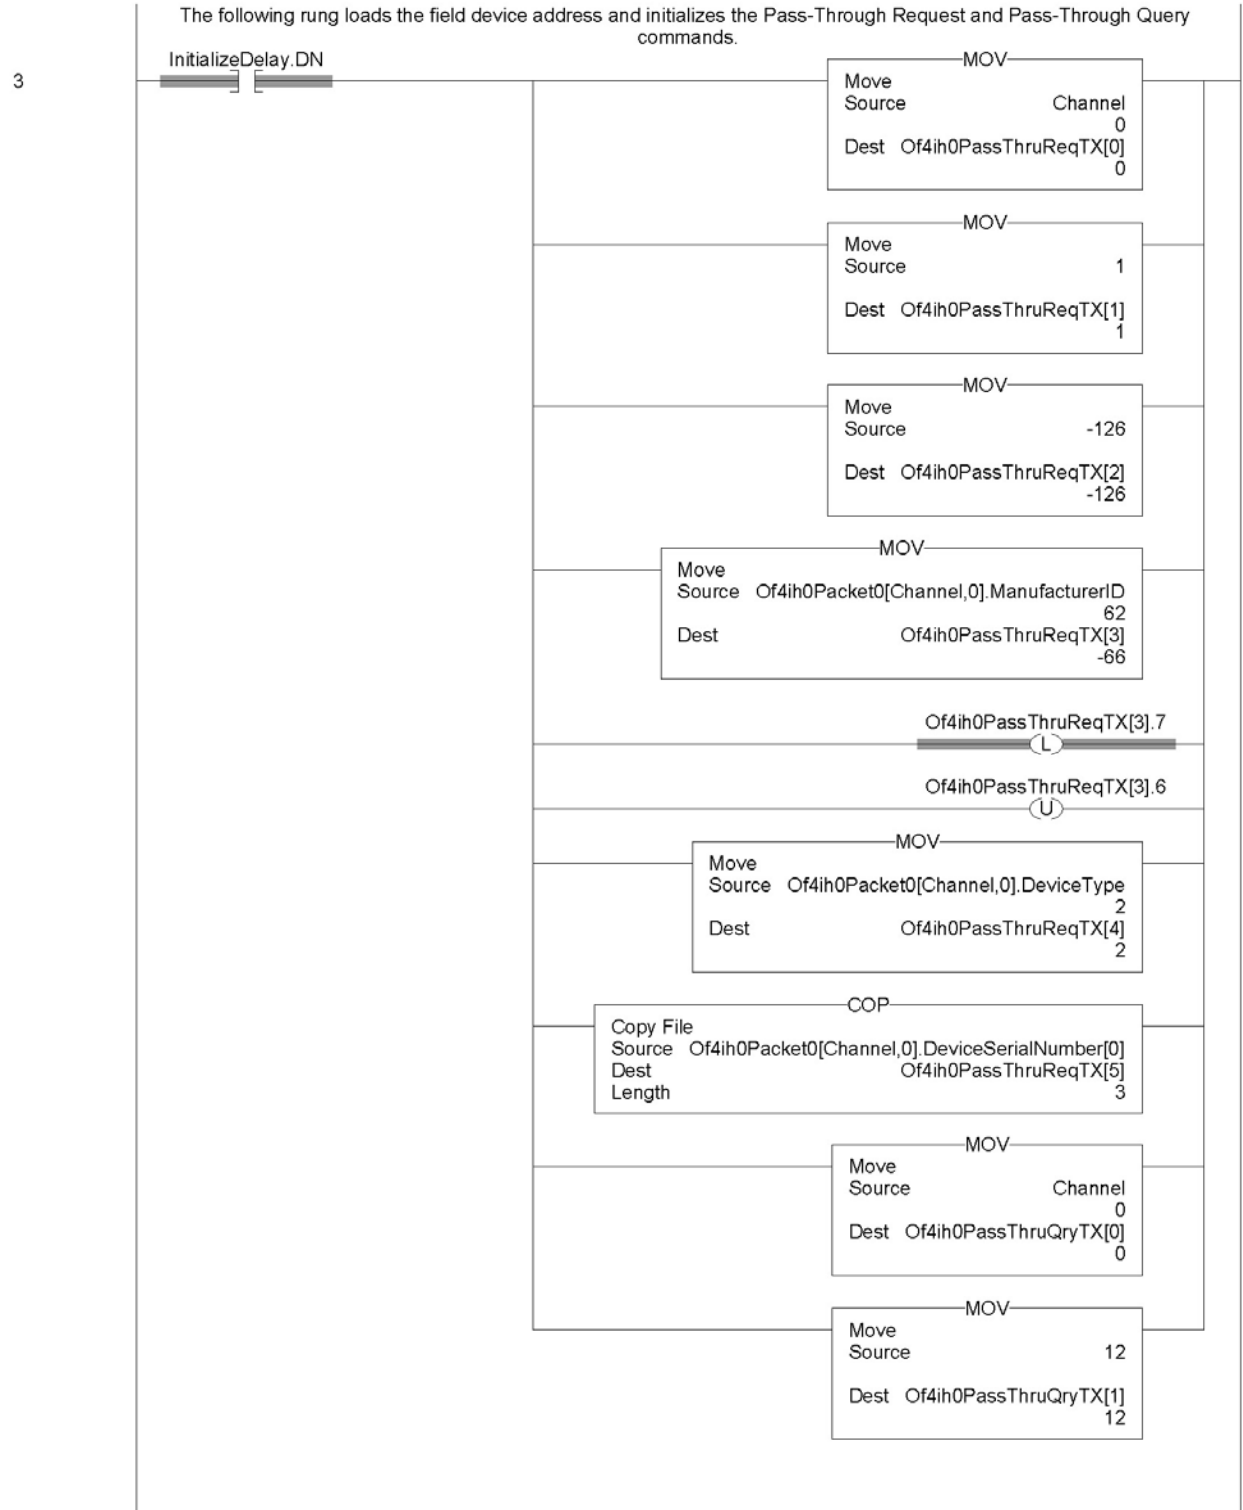 The following rung loads the field device address and initializes the Pass-Through Request and Pass-Through Query
commands.
InitializeDelay.DN
3
MOV
Move
Source Channel
0
Dest Of4ih0PassThruReqTX[0]
0
MOV
Move
Source 1
Dest Of4ih0PassThruReqTX[1]
1
MOV
Move
Source -126
Dest Of4ih0PassThruReqTX[2]
-126
MOV
Move
Source Of4ih0Packet0[Channel,0].ManufacturerID
62
Dest Of4ih0PassThruReqTX[3]
-66
Of4ih0PassThruReqTX[3].7
L
Of4ih0PassThruReqTX[3].6
U
MOV
Move
Source Of4ih0Packet0[Channel,0].DeviceType
2
Dest Of4ih0PassThruReqTX[4]
2
COP
Copy File
Source Of4ih0Packet0[Channel,0].DeviceSerialNumber[0]
Dest Of4ih0PassThruReqTX[5]
Length 3
MOV
Move
Source Channel
0
Dest Of4ih0PassThruQryTX[0]
0
MOV
Move
Source 12
Dest Of4ih0PassThruQryTX[1]
12